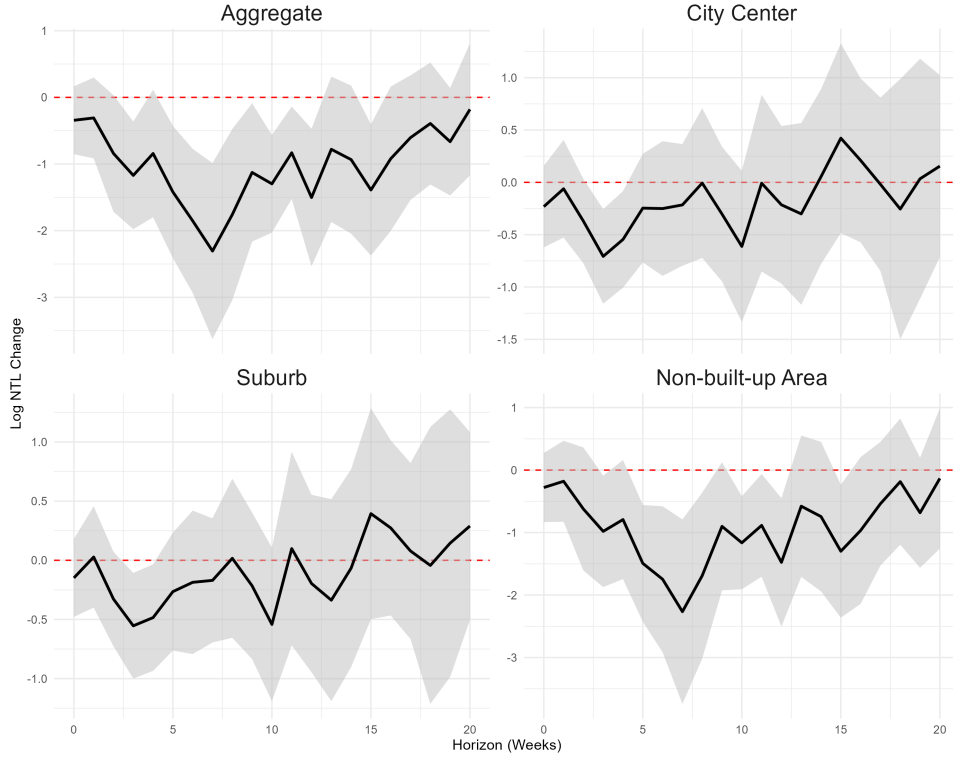 Aggregate
City Center
1
0
-1
-2
-3
1.0
0.5
0.0
-0.5
-1.0
-1.5
Log NTL Change
Suburb
Non-built-up Area
1.0
0.5
0.0
-0.5
-1.0
1
0
-1
-2
-3
0 5 10 15 20
0 5 10 15 20
Horizon (Weeks)